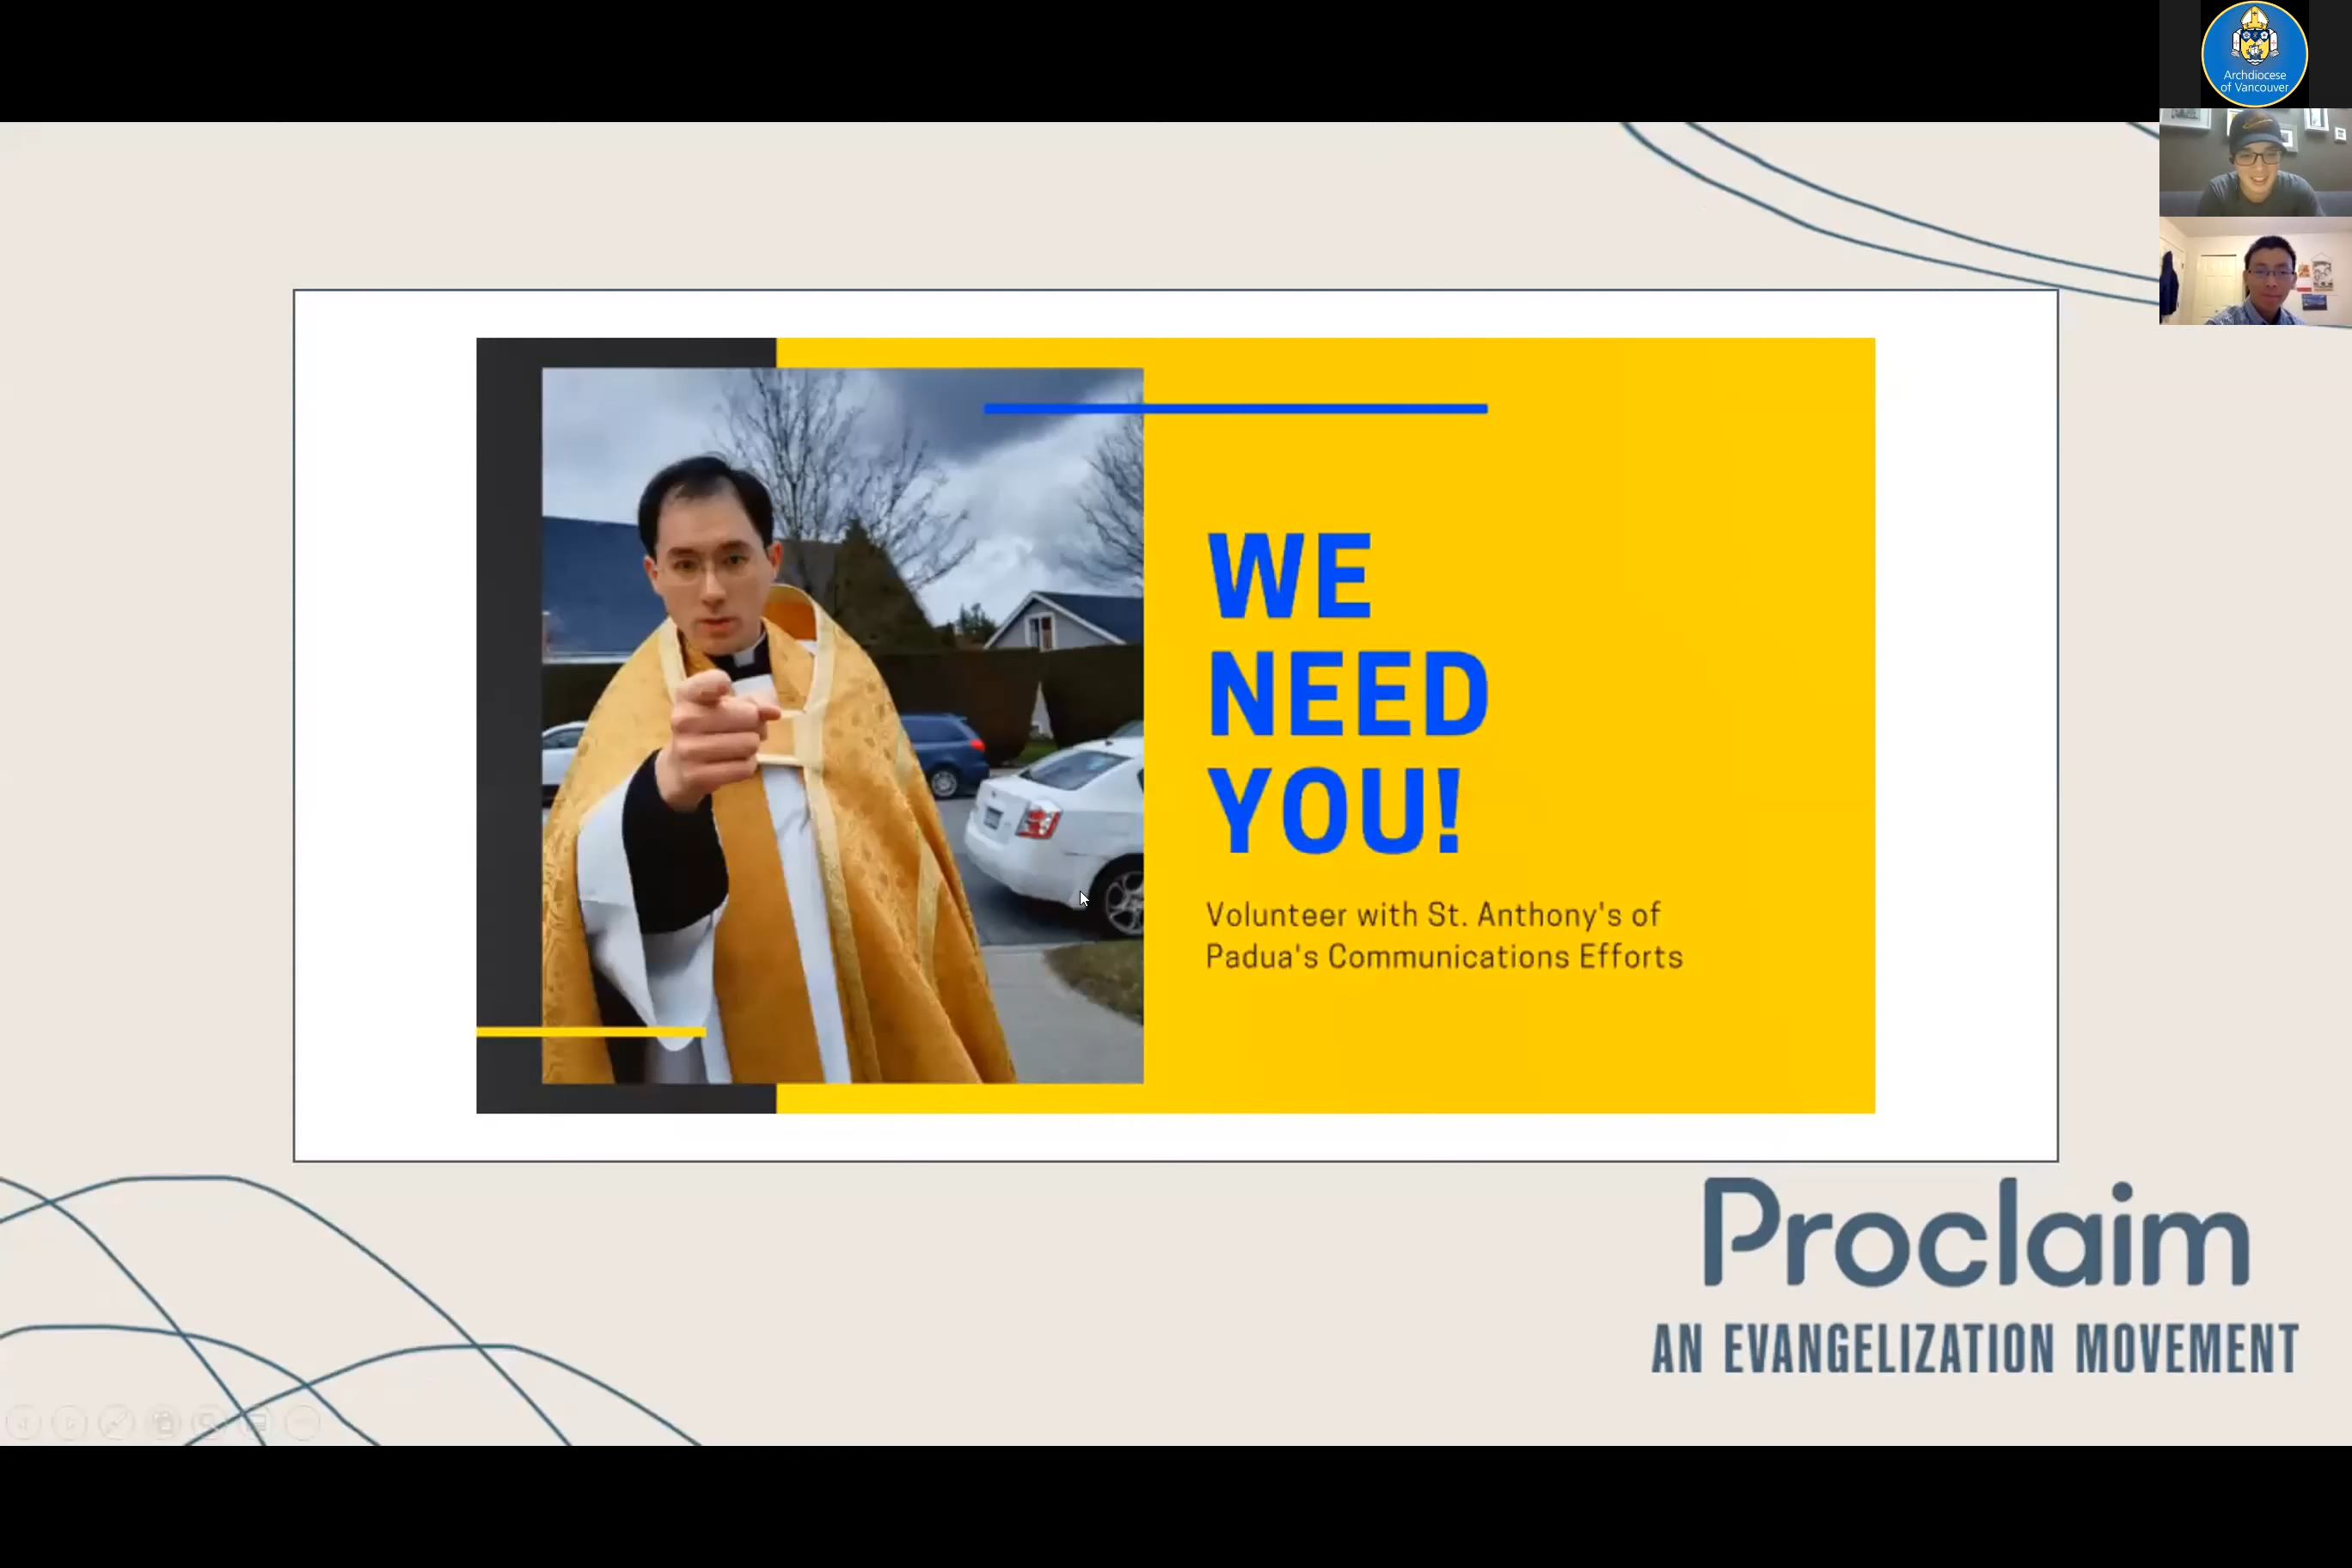 Archdiocese
of Vancouver
WE
NEED
YOU!
Volunteer with St. Anthony's of
Padua's Communications Efforts
Proclaim
AN EVANGELIZATION MOVEMENT